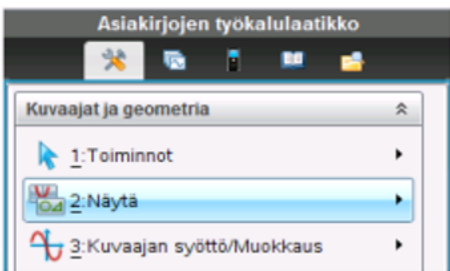 Asiakirjojen työkalulaatikko
Kuvaajat ja geometria
1:Toiminnot
2:Näytä
3:Kuvaajan syöttö/Muokkaus